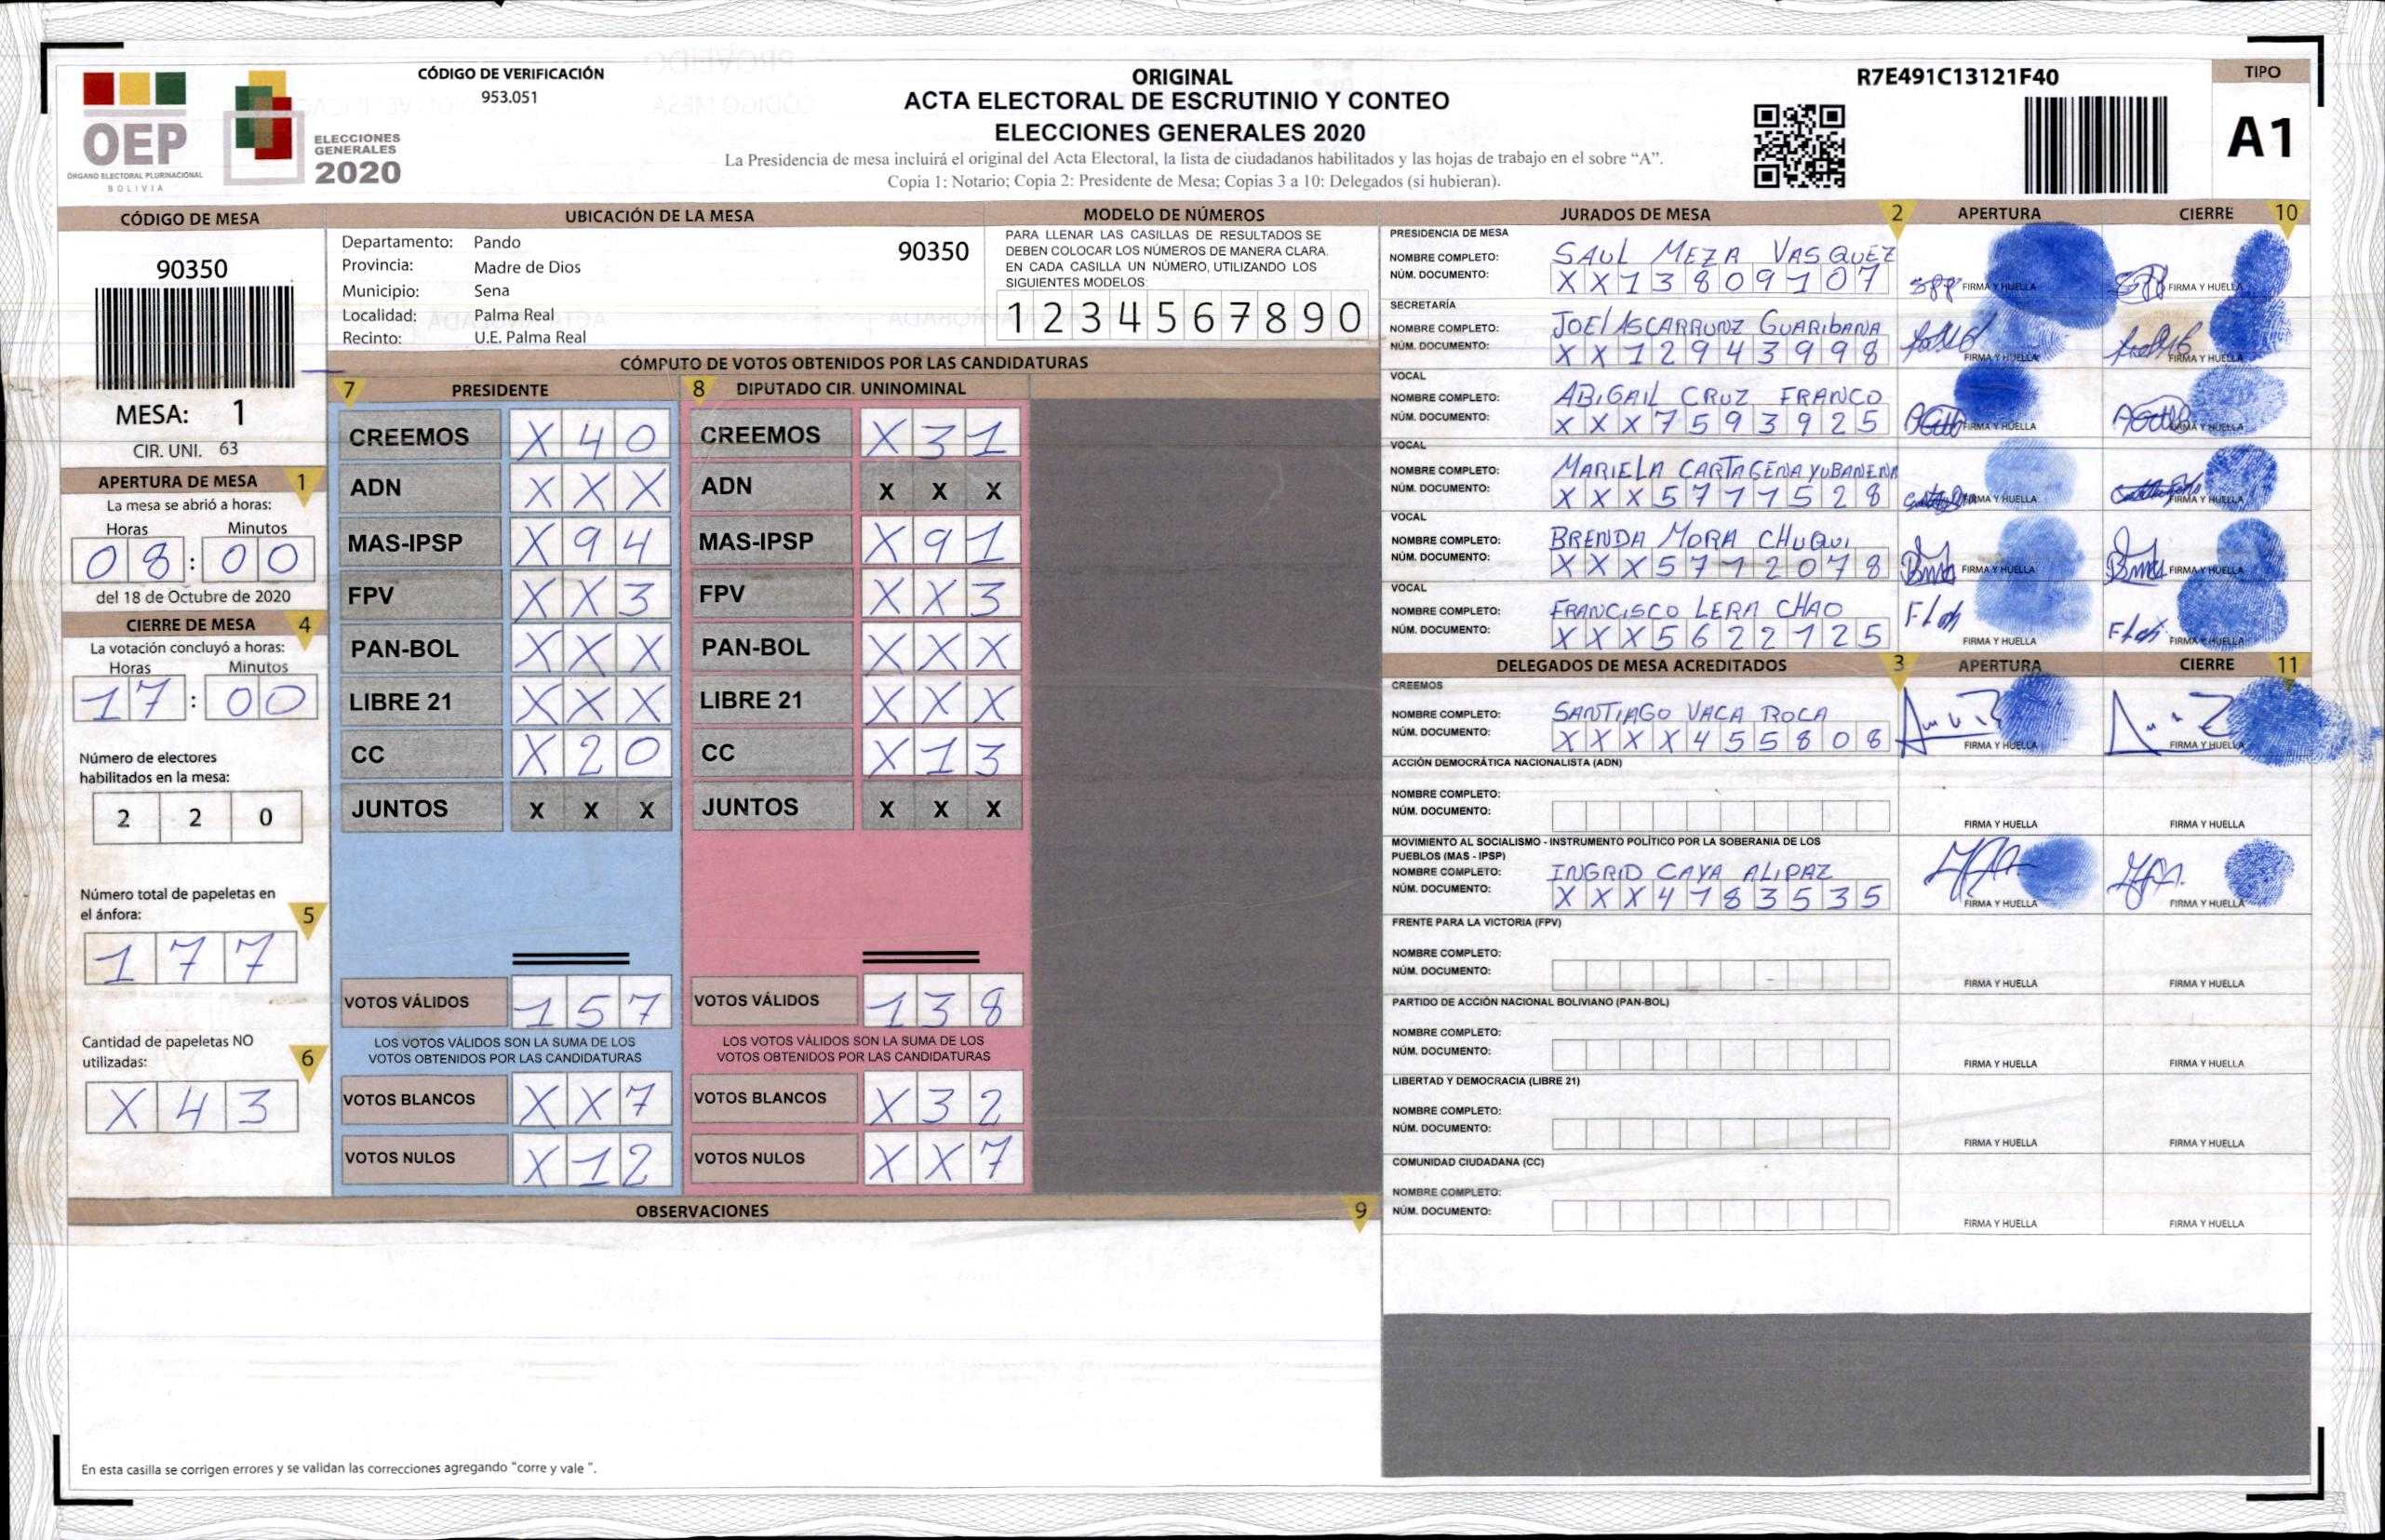 OEP
ÓRGANO ELECTORAL PLURINACIONAL
BOLIVIA
ELECCIONES
GENERALES
2020
CÓDIGO DE VERIFICACIÓN
953.051
ORIGINAL
ACTA ELECTORAL DE ESCRUTINIO Y CONTEO
ELECCIONES GENERALES 2020
La Presidencia de mesa incluirá el original del Acta Electoral, la lista de ciudadanos habilitados y las hojas de trabajo en el sobre “A”.
Copia 1: Notario; Copia 2: Presidente de Mesa; Copias 3 a 10: Delegados (si hubieran).
R7E491C13121F40
TIPO
A1
CÓDIGO DE MESA
90350
MESA: 1
CIR. UNI. 63
APERTURA DE MESA 1
La mesa se abrió a horas:
Horas Minutos
08:00
del 18 de Octubre de 2020
CIERRE DE MESA 4
La votación concluyó a horas:
Horas Minutos
17:00
Número de electores
habilitados en la mesa:
2 2 0
Número total de papeletas en
el ánfora: 5
1 7 7
Cantidad de papeletas NO
utilizadas: 6
X 4 3
UBICACIÓN DE LA MESA
Departamento: Pando
90350
Provincia: Madre de Dios
Municipio: Sena
Localidad: Palma Real
Recinto: U.E. Palma Real
MODELO DE NÚMEROS
PARA LLENAR LAS CASILLAS DE RESULTADOS SE
DEBEN COLOCAR LOS NÚMEROS DE MANERA CLARA.
EN CADA CASILLA UN NÚMERO, UTILIZANDO LOS
SIGUIENTES MODELOS
1 2 3 4 5 6 7 8 9 0
CÓMPUTO DE VOTOS OBTENIDOS POR LAS CANDIDATURAS
7 PRESIDENTE
CREEMOS X 4 0
ADN X X X
MAS-IPSP X 9 4
FPV X X 3
PAN-BOL X X X
LIBRE 21 X X X
CC X 2 0
JUNTOS X X X
VOTOS VÁLIDOS 1 5 7
LOS VOTOS VÁLIDOS SON LA SUMA DE LOS
VOTOS OBTENIDOS POR LAS CANDIDATURAS
VOTOS BLANCOS X X 7
VOTOS NULOS X 1 2
8 DIPUTADO CIR. UNINOMINAL
CREEMOS X 3 1
ADN X X X
MAS-IPSP X 9 1
FPV X X 3
PAN-BOL X X X
LIBRE 21 X X X
CC X 1 3
JUNTOS X X X
VOTOS VÁLIDOS 1 3 8
LOS VOTOS VÁLIDOS SON LA SUMA DE LOS
VOTOS OBTENIDOS POR LAS CANDIDATURAS
VOTOS BLANCOS X 3 2
VOTOS NULOS X X 7
OBSERVACIONES 9
En esta casilla se corrigen errores y se validan las correcciones agregando "corre y vale ".
JURADOS DE MESA 2 APERTURA CIERRE 10
PRESIDENCIA DE MESA
NOMBRE COMPLETO: SAUL MEZA VASQUEZ
NÚM. DOCUMENTO: X X 1 3 8 0 9 1 0 7 FIRMA Y HUELLA FIRMA Y HUELLA
SECRETARÍA
NOMBRE COMPLETO: JOEL ASCARRUNZ GUARIBANA
NÚM. DOCUMENTO: X X 1 2 9 4 3 9 9 8 FIRMA Y HUELLA FIRMA Y HUELLA
VOCAL
NOMBRE COMPLETO: ABIGAIL CRUZ FRANCO
NÚM. DOCUMENTO: X X X 7 5 9 3 9 2 5 FIRMA Y HUELLA FIRMA Y HUELLA
VOCAL
NOMBRE COMPLETO: MARIELA CARTAGENA YUBANERA
NÚM. DOCUMENTO: X X X 5 7 1 1 5 2 8 FIRMA Y HUELLA FIRMA Y HUELLA
VOCAL
NOMBRE COMPLETO: BRENDA MORA CHUQUI
NÚM. DOCUMENTO: X X X 5 7 1 2 0 7 8 FIRMA Y HUELLA FIRMA Y HUELLA
VOCAL
NOMBRE COMPLETO: FRANCISCO LERA CHAO
NÚM. DOCUMENTO: X X X 5 6 2 2 1 2 5 FIRMA Y HUELLA FIRMA Y HUELLA
DELEGADOS DE MESA ACREDITADOS 3 APERTURA CIERRE 11
CREEMOS
NOMBRE COMPLETO: SANTIAGO VACA ROCA
NÚM. DOCUMENTO: X X X X 4 5 5 8 0 8 FIRMA Y HUELLA FIRMA Y HUELLA
ACCIÓN DEMOCRÁTICA NACIONALISTA (ADN)
NOMBRE COMPLETO:
NÚM. DOCUMENTO: FIRMA Y HUELLA FIRMA Y HUELLA
MOVIMIENTO AL SOCIALISMO - INSTRUMENTO POLÍTICO POR LA SOBERANIA DE LOS
PUEBLOS (MAS - IPSP)
NOMBRE COMPLETO: INGRID CAYA ALIPAZ
NÚM. DOCUMENTO: X X X 4 1 8 3 5 3 5 FIRMA Y HUELLA FIRMA Y HUELLA
FRENTE PARA LA VICTORIA (FPV)
NOMBRE COMPLETO:
NÚM. DOCUMENTO: FIRMA Y HUELLA FIRMA Y HUELLA
PARTIDO DE ACCIÓN NACIONAL BOLIVIANO (PAN-BOL)
NOMBRE COMPLETO:
NÚM. DOCUMENTO: FIRMA Y HUELLA FIRMA Y HUELLA
LIBERTAD Y DEMOCRACIA (LIBRE 21)
NOMBRE COMPLETO:
NÚM. DOCUMENTO: FIRMA Y HUELLA FIRMA Y HUELLA
COMUNIDAD CIUDADANA (CC)
NOMBRE COMPLETO:
NÚM. DOCUMENTO: FIRMA Y HUELLA FIRMA Y HUELLA